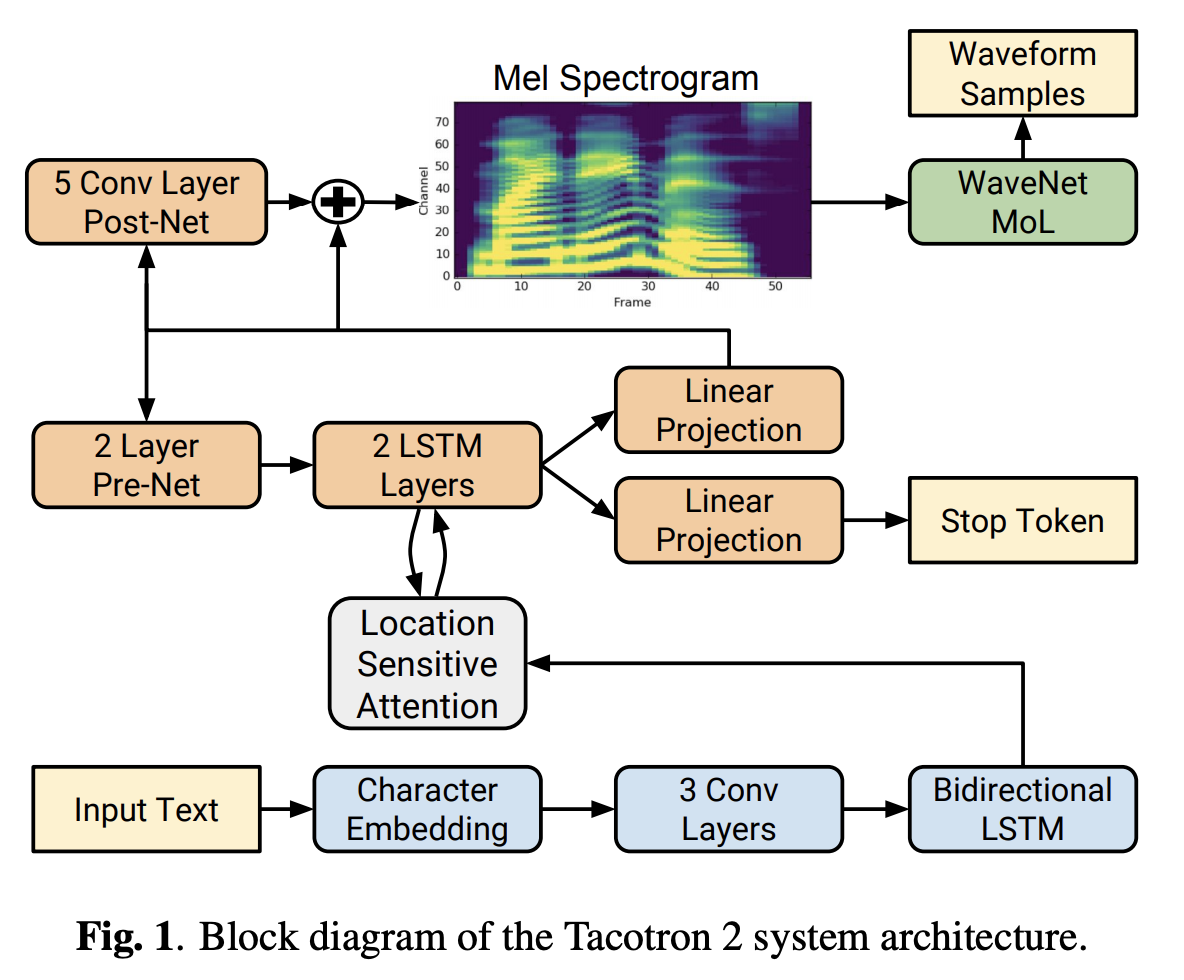 Mel Spectrogram
Waveform
Samples
5 Conv Layer
Post-Net
Channel
70
60
50
40
30
20
10
0
0 10 20 30 40 50
Frame
WaveNet
MoL
Linear
Projection
2 Layer
Pre-Net
2 LSTM
Layers
Linear
Projection
Stop Token
Location
Sensitive
Attention
Input Text
Character
Embedding
3 Conv
Layers
Bidirectional
LSTM
Fig. 1. Block diagram of the Tacotron 2 system architecture.